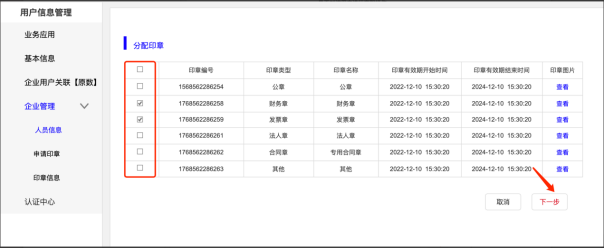 用户信息管理
业务应用
基本信息
企业用户关联【原数】
企业管理
人员信息
申请印章
印章信息
认证中心
分配印章
印章编号 印章类型 印章名称 印章有效期开始时间 印章有效期结束时间 印章图片
1568562286254 公章 公章 2022-12-10 15:30:20 2024-12-10 15:30:20 查看
1768562286258 财务章 财务章 2022-12-10 15:30:20 2024-12-10 15:30:20 查看
1768562286259 发票章 发票章 2022-12-10 15:30:20 2024-12-10 15:30:20 查看
1768562286261 法人章 法人章 2022-12-10 15:30:20 2024-12-10 15:30:20 查看
1768562286262 合同章 专用合同章 2022-12-10 15:30:20 2024-12-10 15:30:20 查看
1768562286263 其他 其他 2022-12-10 15:30:20 2024-12-10 15:30:20 查看
取消 下一步